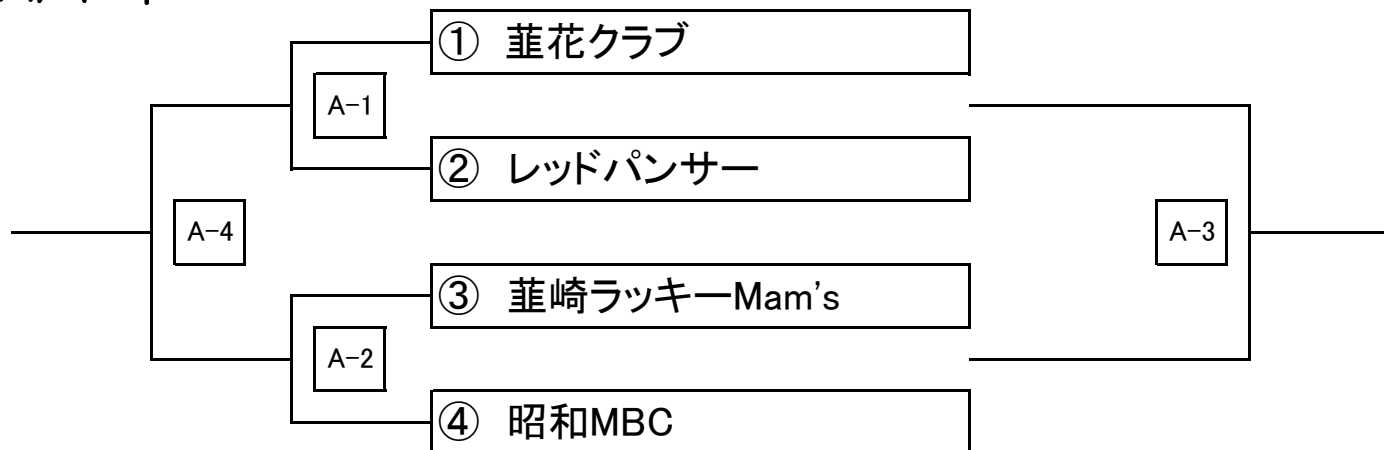 ① 韮花クラブ
A-1
② レッドパンサー
A-4
A-3
③ 韮崎ラッキーMam's
A-2
④ 昭和MBC